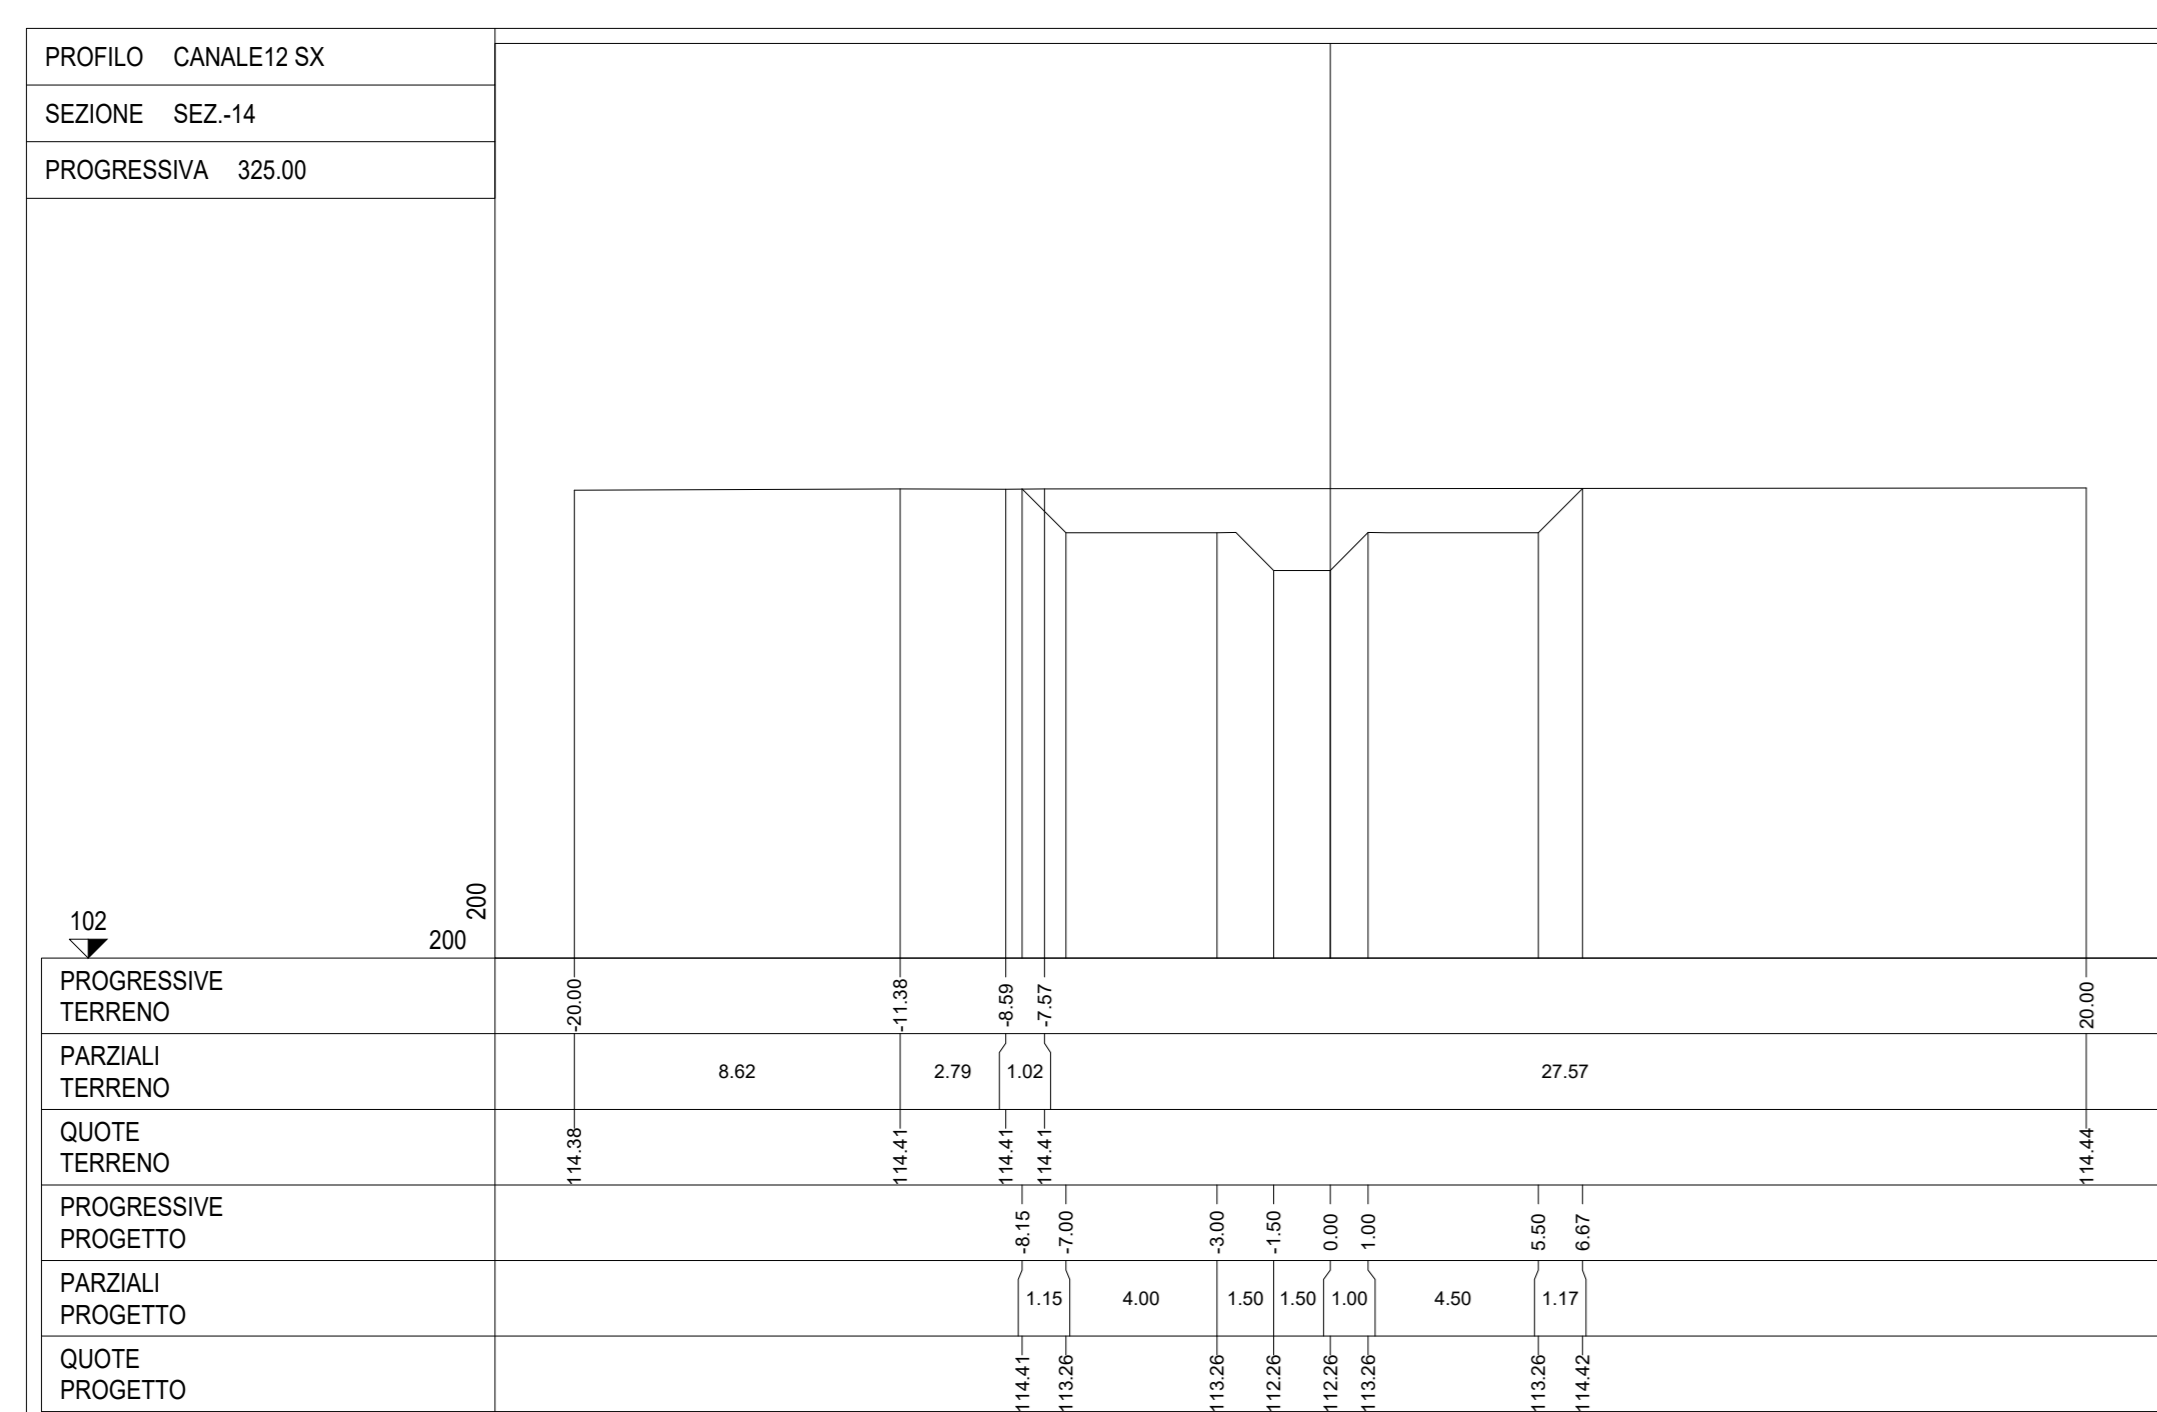 PROFILO CANALE12 SX
SEZIONE SEZ.-14
PROGRESSIVA 325.00
200
102
200
PROGRESSIVE
TERRENO
-20.00 -11.38 -8.59 -7.57 20.00
PARZIALI
TERRENO
8.62 2.79 1.02 27.57
QUOTE
TERRENO
114.38 114.41 114.41 114.41 114.44
PROGRESSIVE
PROGETTO
-8.15 -7.00 -3.00 -1.50 0.00 1.00 5.50 6.67
PARZIALI
PROGETTO
1.15 4.00 1.50 1.50 1.00 4.50 1.17
QUOTE
PROGETTO
114.41 113.26 113.26 112.26 112.26 113.26 113.26 114.42